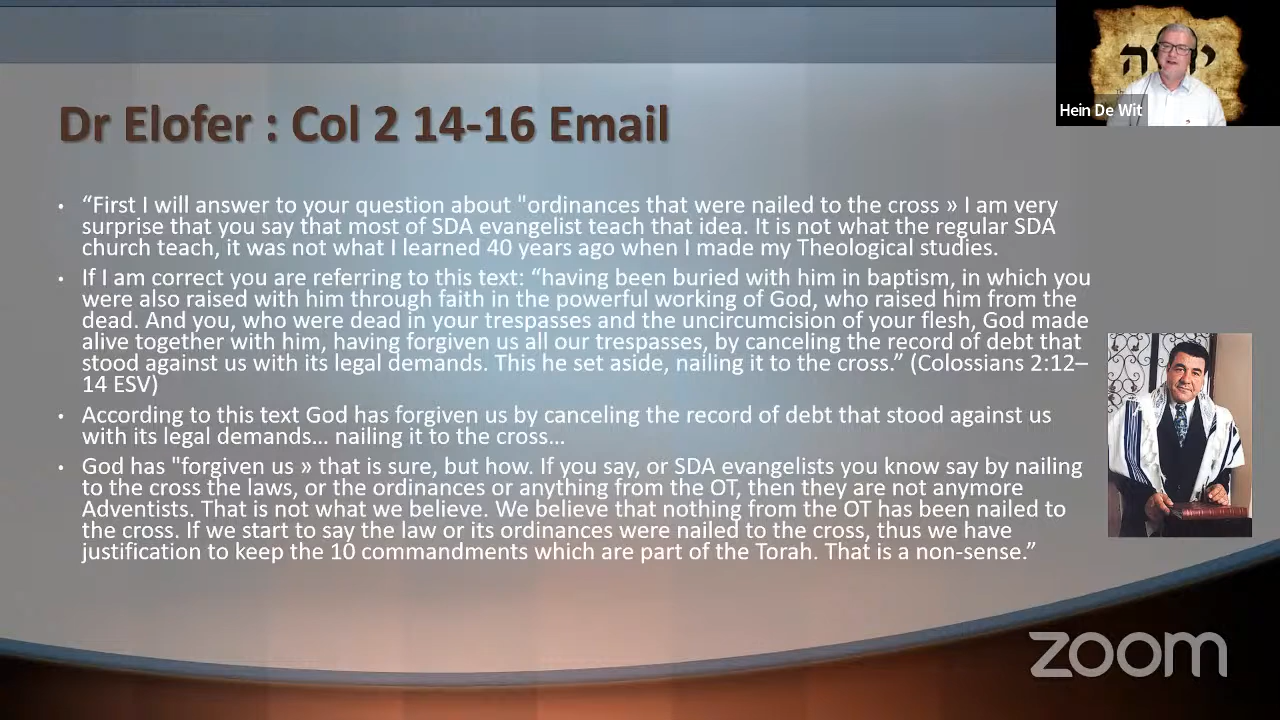 Hein De Wit
Dr Elofer : Col 2 14-16 Email
• “First I will answer to your question about "ordinances that were nailed to the cross » I am very
surprise that you say that most of SDA evangelist teach that idea. It is not what the regular SDA
church teach, it was not what I learned 40 years ago when I made my Theological studies.
• If I am correct you are referring to this text: “having been buried with him in baptism, in which you
were also raised with him through faith in the powerful working of God, who raised him from the
dead. And you, who were dead in your trespasses and the uncircumcision of your flesh, God made
alive together with him, having forgiven us all our trespasses, by canceling the record of debt that
stood against us with its legal demands. This he set aside, nailing it to the cross.” (Colossians 2:12–
14 ESV)
• According to this text God has forgiven us by canceling the record of debt that stood against us
with its legal demands… nailing it to the cross…
• God has "forgiven us » that is sure, but how. If you say, or SDA evangelists you know say by nailing
to the cross the laws, or the ordinances or anything from the OT, then they are not anymore
Adventists. That is not what we believe. We believe that nothing from the OT has been nailed to
the cross. If we start to say the law or its ordinances were nailed to the cross, thus we have
justification to keep the 10 commandments which are part of the Torah. That is a non-sense.”
zoom